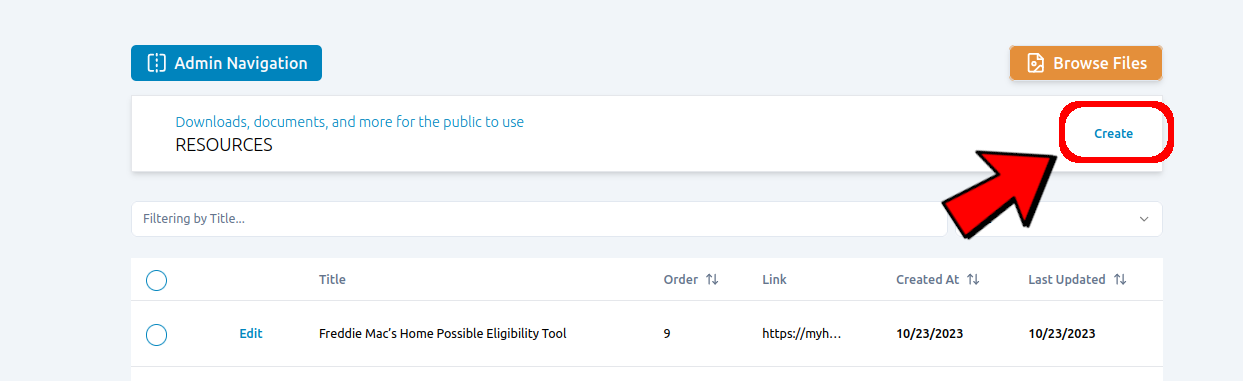 Admin Navigation
Browse Files
Downloads, documents, and more for the public to use
RESOURCES
Create
Filtering by Title...
Title Order Link Created At Last Updated
Edit Freddie Mac’s Home Possible Eligibility Tool 9 https://myh... 10/23/2023 10/23/2023